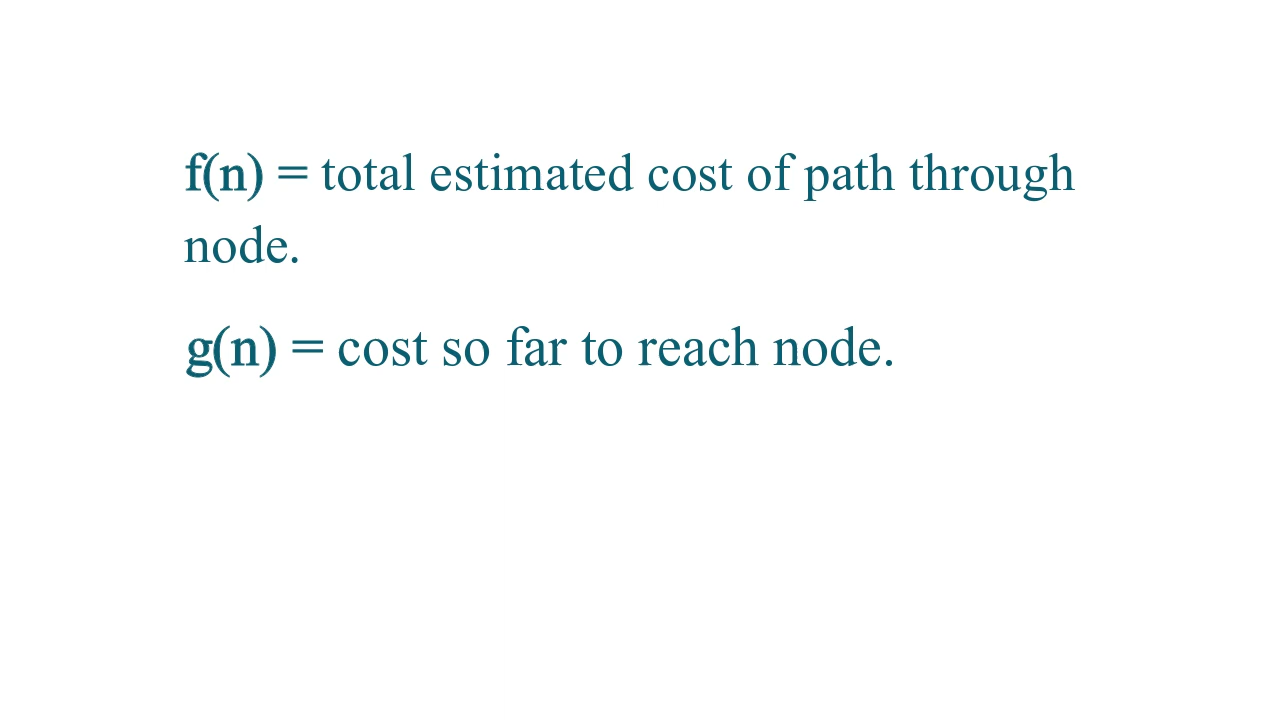 f(n) = total estimated cost of path through
node.
g(n) = cost so far to reach node.